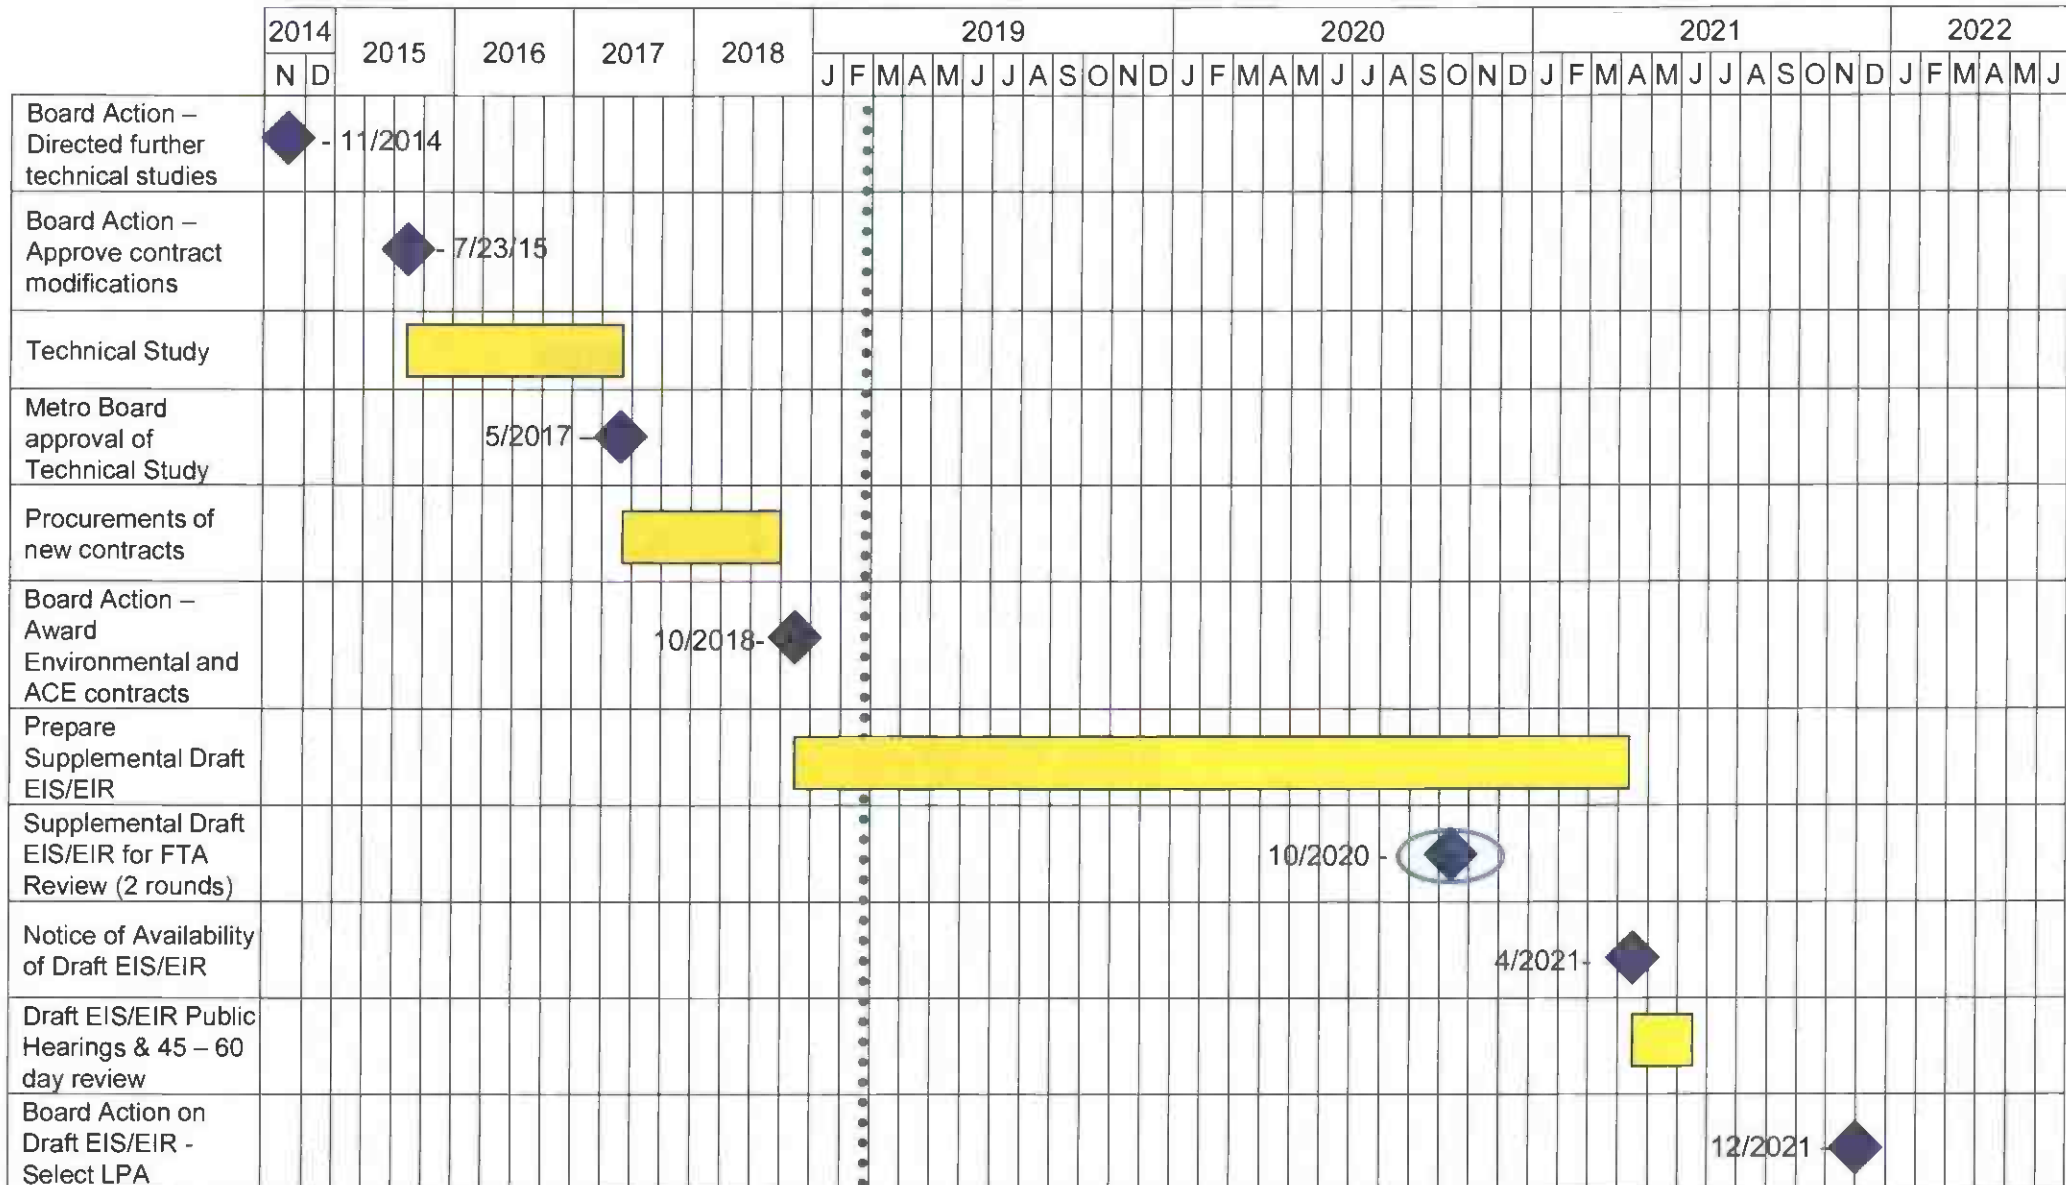 2014 2015 2016 2017 2018 2019 2020 2021 2022
N D J F M A M J J A S O N D J F M A M J J A S O N D J F M A M J J A S O N D J F M A M J
Board Action –
Directed further
technical studies
- 11/2014
Board Action –
Approve contract
modifications
- 7/23/15
Technical Study
Metro Board
approval of
Technical Study
5/2017 –
Procurements of
new contracts
Board Action –
Award
Environmental and
ACE contracts
10/2018-
Prepare
Supplemental Draft
EIS/EIR
Supplemental Draft
EIS/EIR for FTA
Review (2 rounds)
10/2020 -
Notice of Availability
of Draft EIS/EIR
4/2021-
Draft EIS/EIR Public
Hearings & 45 – 60
day review
Board Action on
Draft EIS/EIR -
Select LPA
12/2021 -